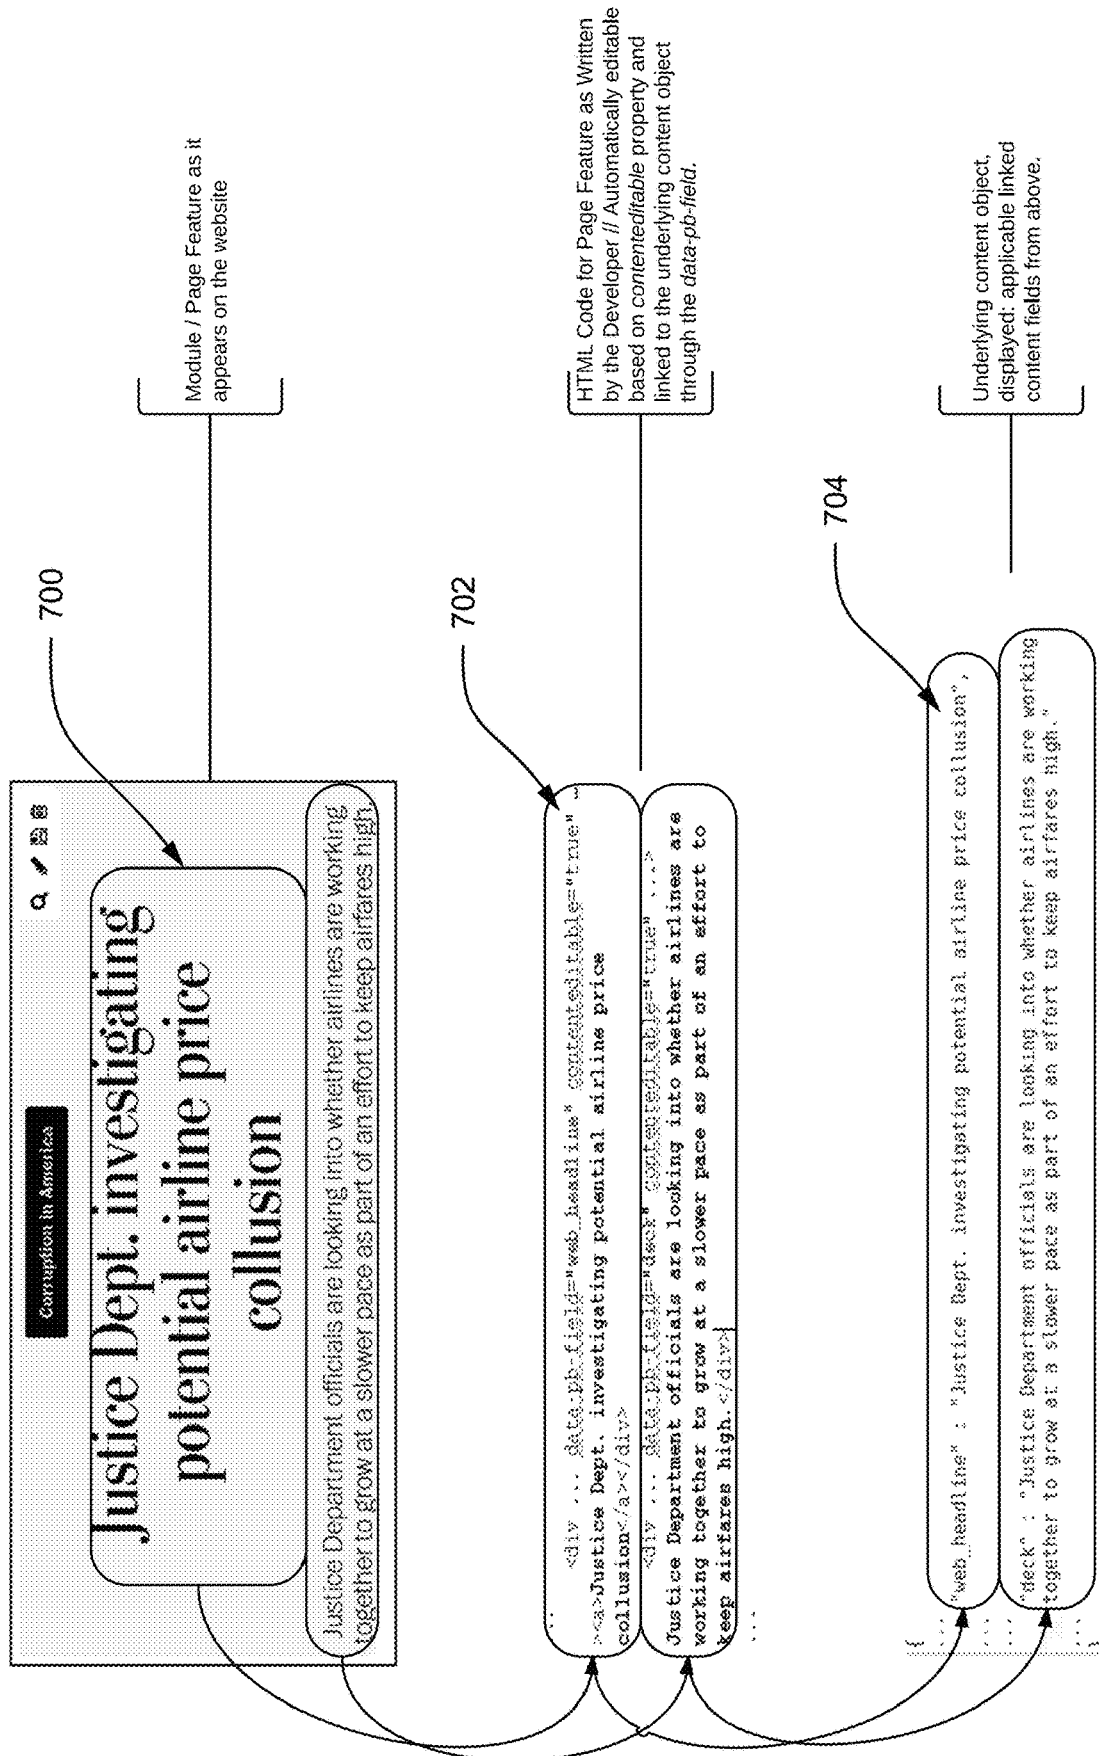 Corruption in America
Justice Dept. investigating
potential airline price
collusion
Justice Department officials are looking into whether airlines are working
together to grow at a slower pace as part of an effort to keep airfares high.
700
Module / Page Feature as it
appears on the website
..
<div ... data-pb-field="web_headline" contenteditable="true" …
><a>Justice Dept. investigating potential airline price
collusion</a></div>
<div ... data-pb-field="deck" contenteditable="true" ...>
Justice Department officials are looking into whether airlines are
working together to grow at a slower pace as part of an effort to
keep airfares high.</div>
...
702
HTML Code for Page Feature as Written
by the Developer // Automatically editable
based on contenteditable property and
linked to the underlying content object
through the data-pb-field.
{
...
"web_headline" : "Justice Dept. investigating potential airline price collusion",
...
"deck" : "Justice Department officials are looking into whether airlines are working
together to grow at a slower pace as part of an effort to keep airfares high."
...
}
704
Underlying content object,
displayed: applicable linked
content fields from above.